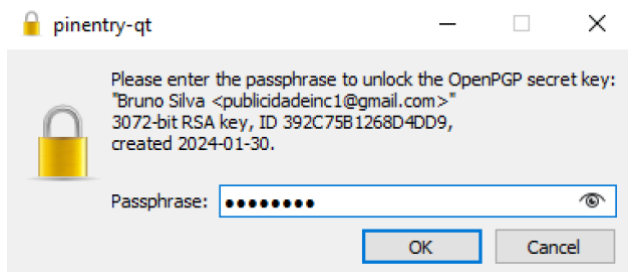 pinentry-qt
Please enter the passphrase to unlock the OpenPGP secret key:
"Bruno Silva <publicidadeinc1@gmail.com>"
3072-bit RSA key, ID 392C75B1268D4DD9,
created 2024-01-30.
Passphrase: ●●●●●●●●
OK Cancel